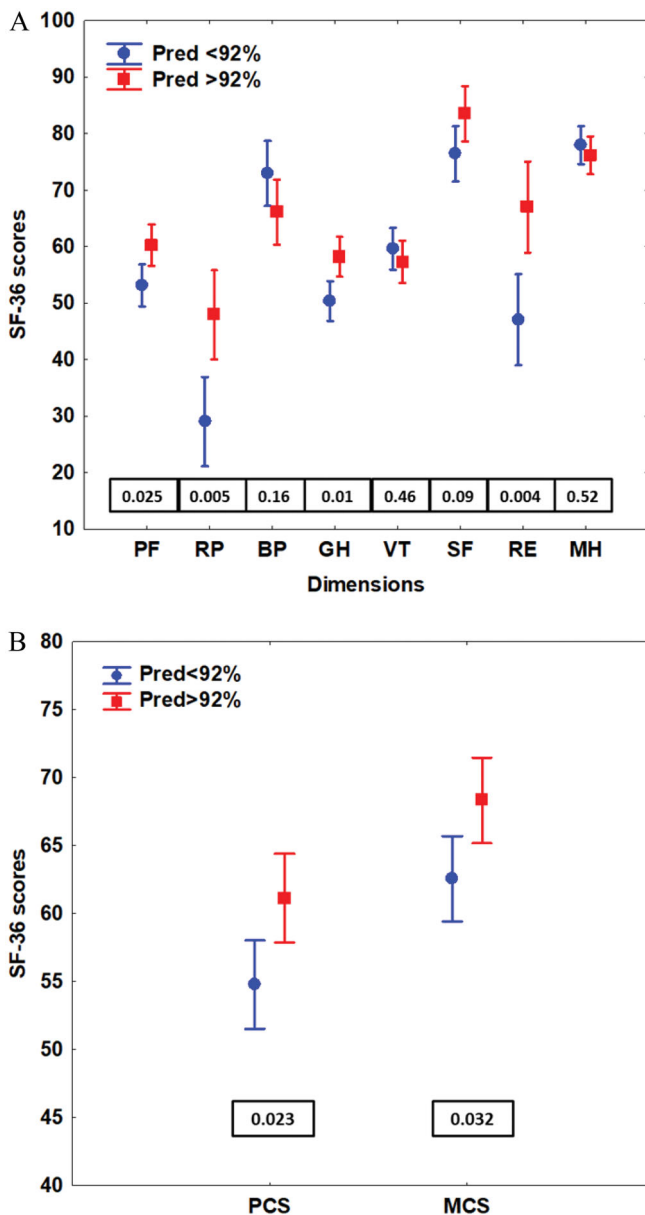 A
Pred <92%
Pred >92%
100
90
80
70
60
50
40
30
20
10
SF-36 scores
0.025 0.005 0.16 0.01 0.46 0.09 0.004 0.52
PF RP BP GH VT SF RE MH
Dimensions
B
Pred<92%
Pred>92%
80
75
70
65
60
55
50
45
40
SF-36 scores
0.023 0.032
PCS MCS